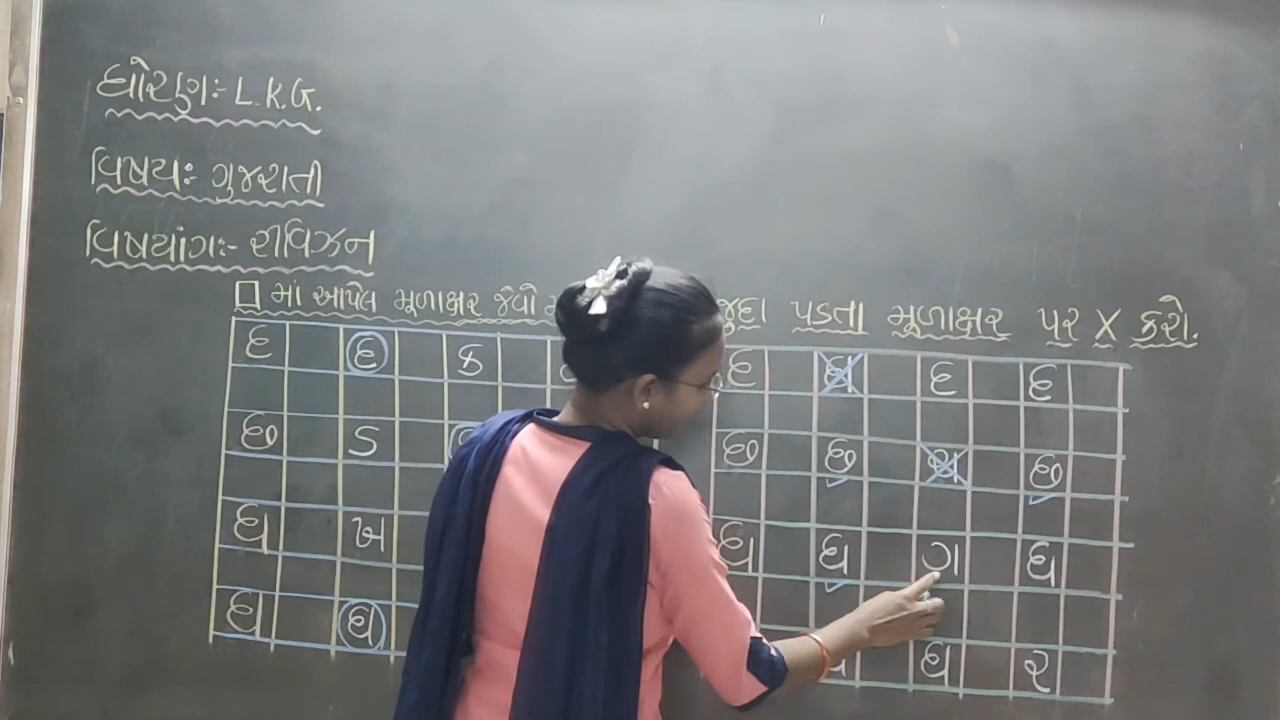 ધોરણ:- L.K.G.
વિષય:- ગુજરાતી
વિષયાંગ:- રીવિઝન
માં આપેલ મૂળાક્ષર જેવો જુદા પડતા મૂળાક્ષર પર X કરો.
દ દ ક દ ઘ દ દ
છ ડ છ છ થ છ
ઘ ખ ઘ ઘ ગ ઘ
ઘ ઘ ઘ ર